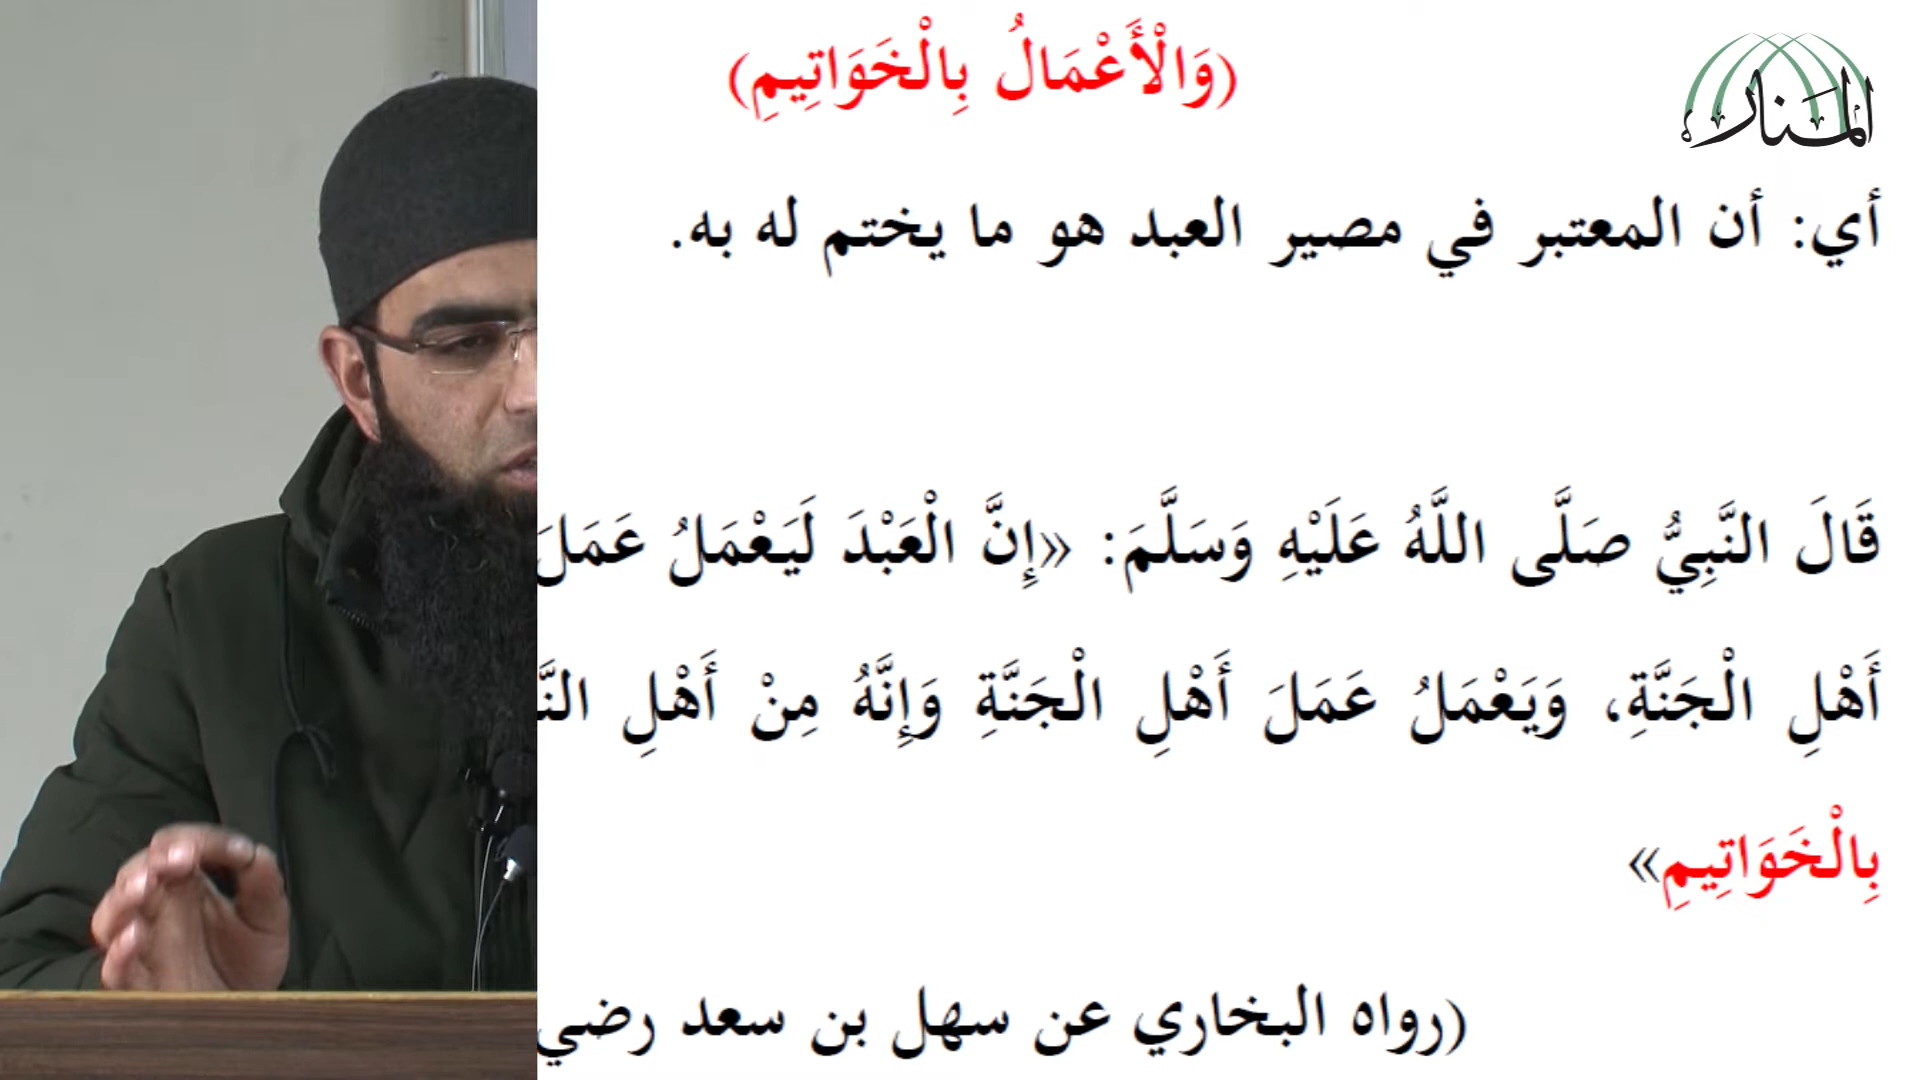 (وَالْأَعْمَالُ بِالْخَوَاتِيمِ)
المنار
أي: أن المعتبر في مصير العبد هو ما يختم له به.
قَالَ النَّبِيُّ صَلَّى اللَّهُ عَلَيْهِ وَسَلَّمَ: «إِنَّ الْعَبْدَ لَيَعْمَلُ عَمَلَ
أَهْلِ الْجَنَّةِ، وَيَعْمَلُ عَمَلَ أَهْلِ الْجَنَّةِ وَإِنَّهُ مِنْ أَهْلِ
بِالْخَوَاتِيمِ»
(رواه البخاري عن سهل بن سعد رضي